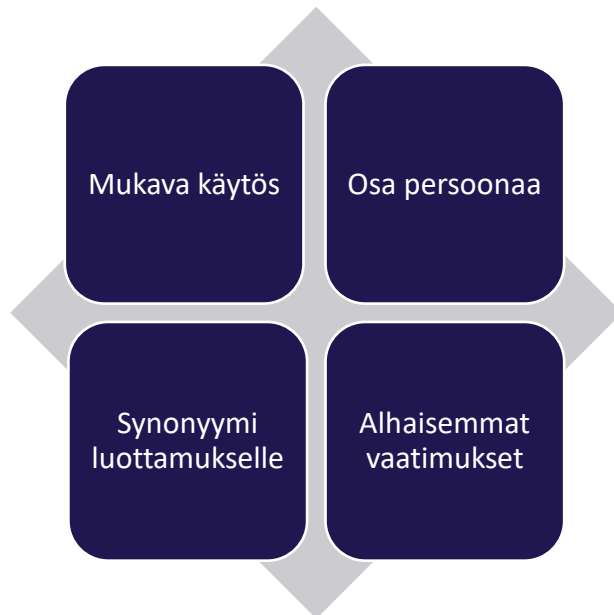 Mukava käytös
Osa persoonaa
Synonyymi
luottamukselle
Alhaisemmat
vaatimukset